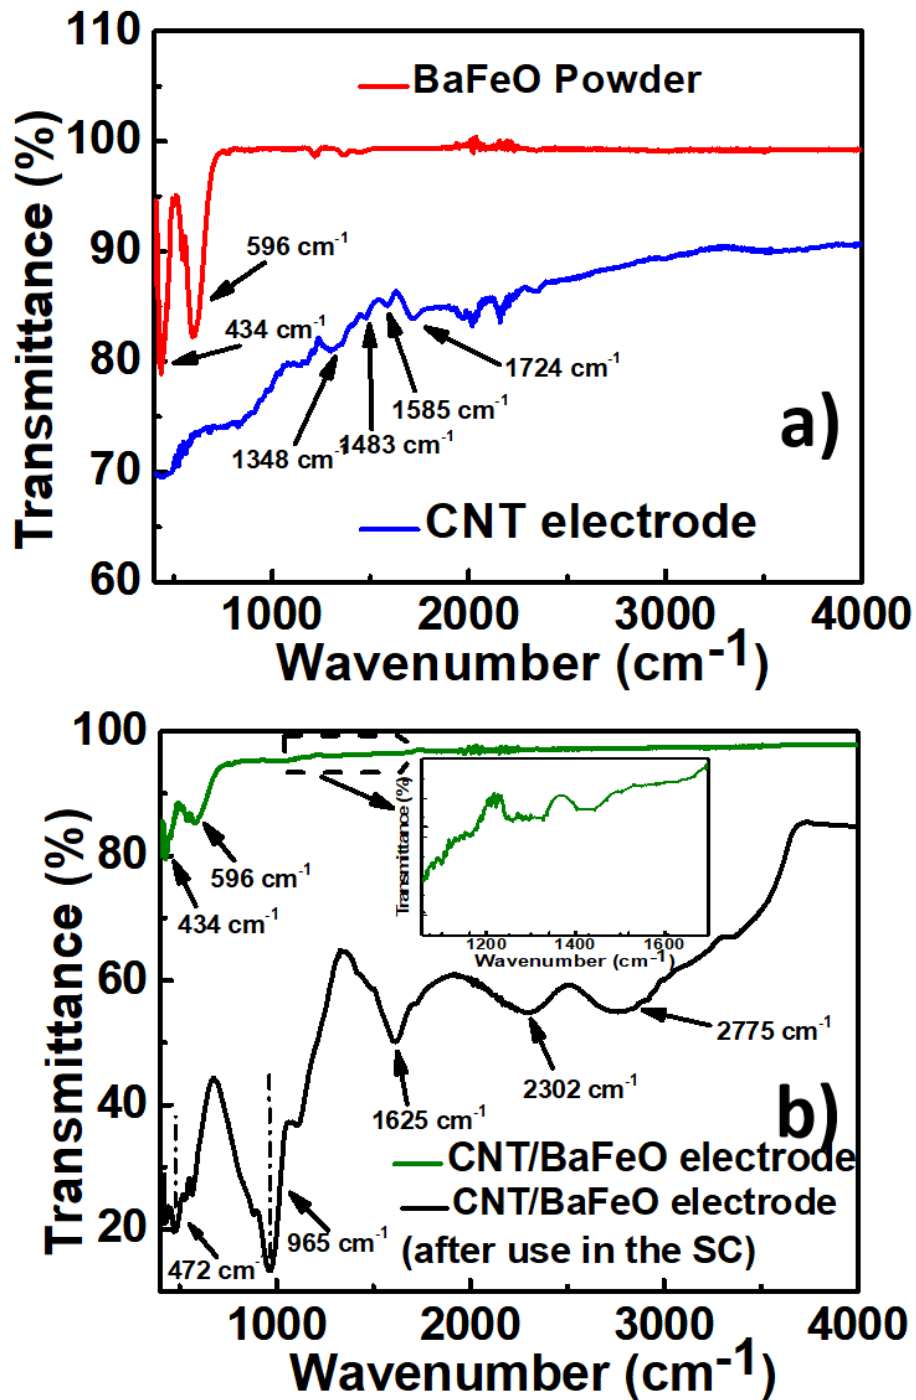 110
100
90
80
70
60
Transmittance (%)
BaFeO Powder
596 cm-1
434 cm-1
1724 cm-1
1585 cm-1
1483 cm-1
1348 cm-1
a)
CNT electrode
1000
2000
3000
4000
Wavenumber (cm-1)
100
80
60
40
20
Transmittance (%)
596 cm-1
434 cm-1
Transmittance (%)
1200
1400
1600
Wavenumber (cm-1)
2775 cm-1
2302 cm-1
1625 cm-1
b)
CNT/BaFeO electrode
CNT/BaFeO electrode
(after use in the SC)
965 cm-1
472 cm-1
1000
2000
3000
4000
Wavenumber (cm-1)